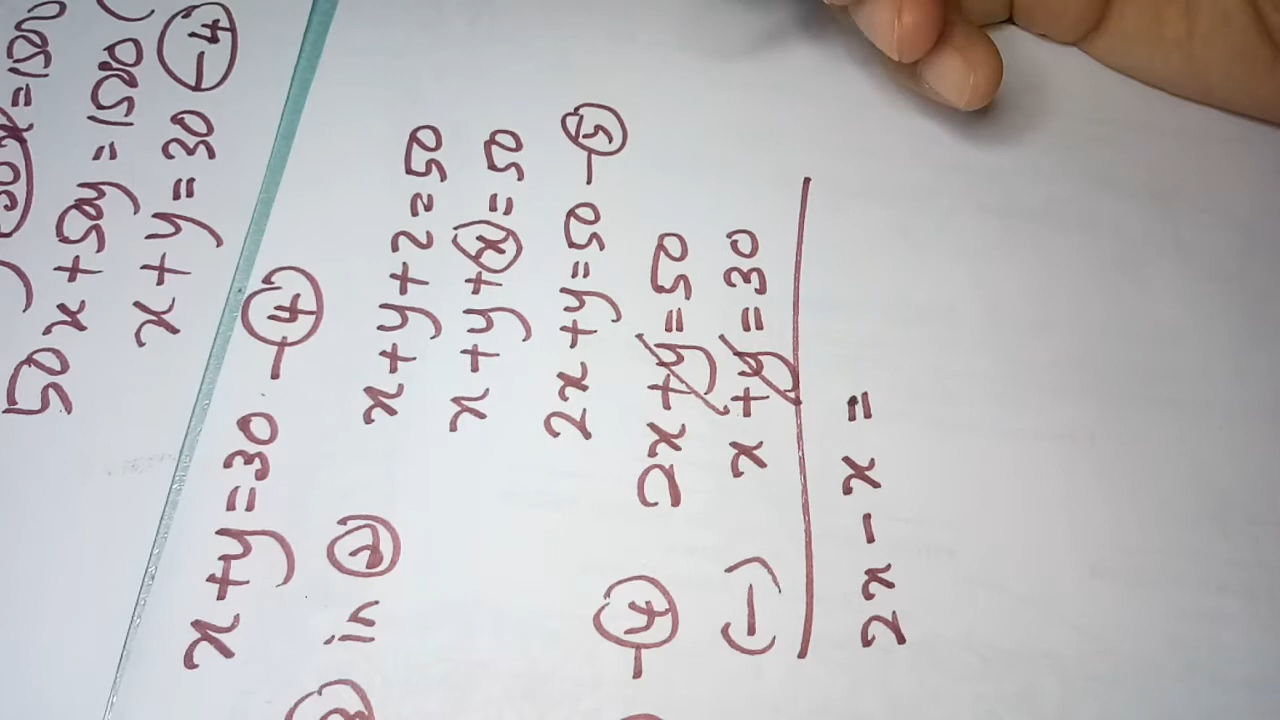 50x + 50y = 1500
x + y = 30 -④
x + y = 30 -④
in ②
x + y + z = 50
x + y + x = 50
2x + y = 50 -⑤
-④ 2x + y = 50
(-) x + y = 30
2x - x =